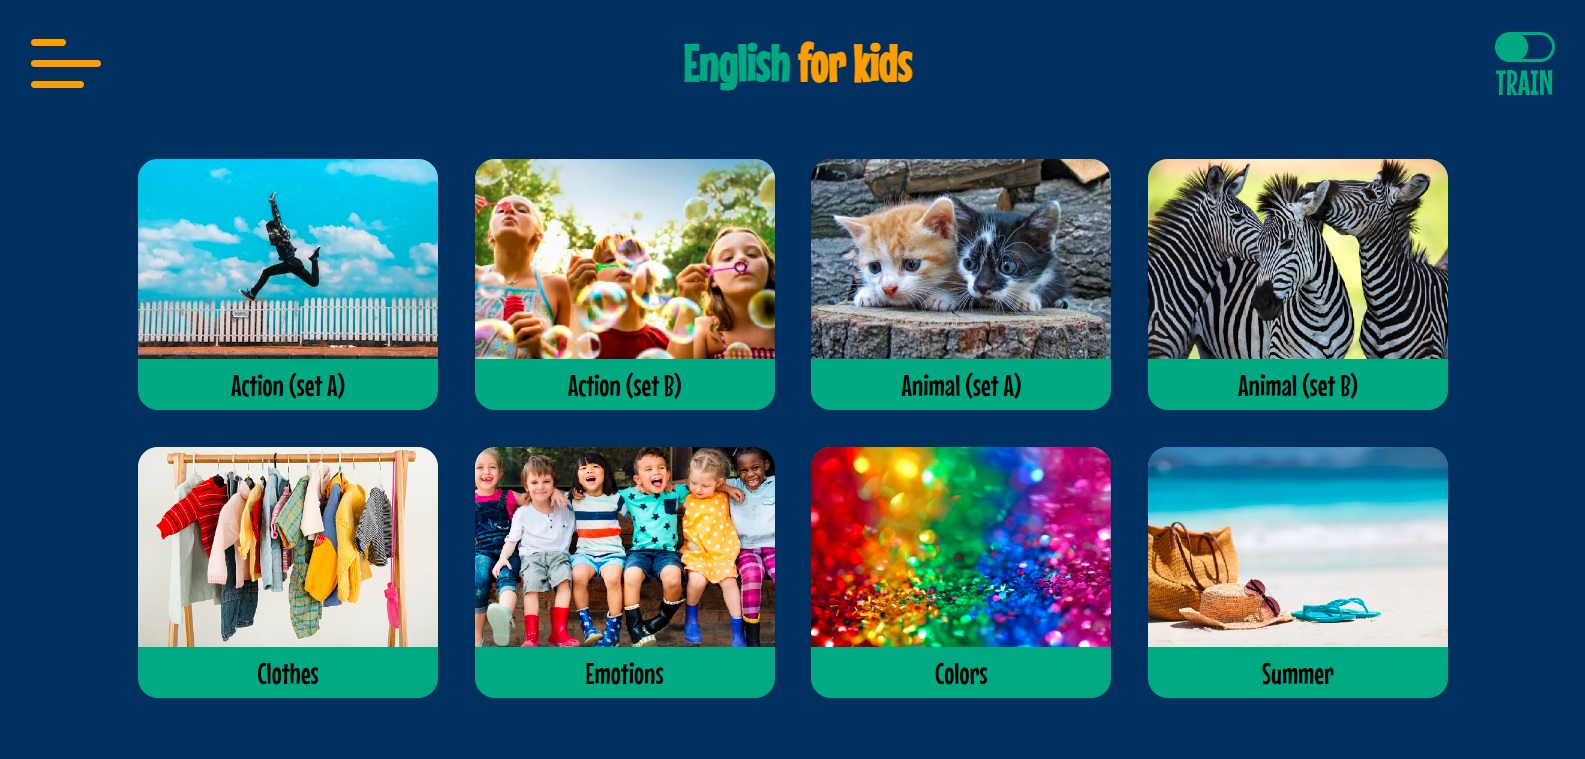 English for kids
TRAIN
Action (set A)
Action (set B)
Animal (set A)
Animal (set B)
Clothes
Emotions
Colors
Summer